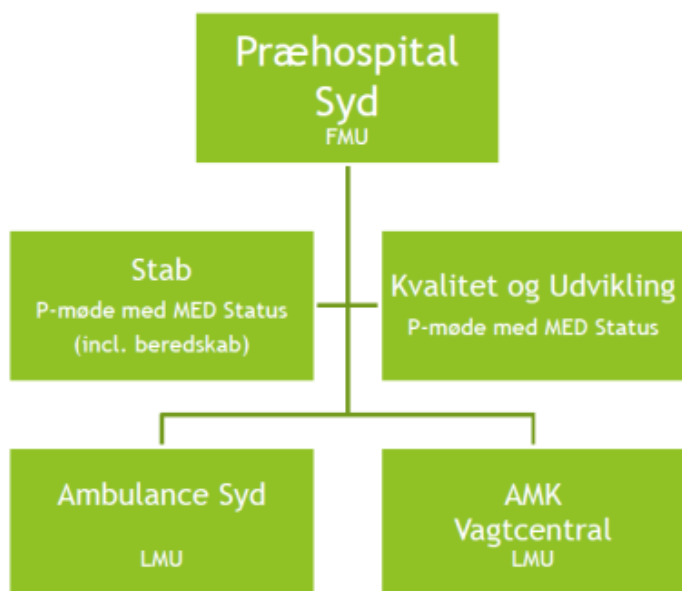 Præhospital
Syd
FMU
Stab
P-møde med MED Status
(incl. beredskab)
Kvalitet og Udvikling
P-møde med MED Status
Ambulance Syd
LMU
AMK
Vagtcentral
LMU